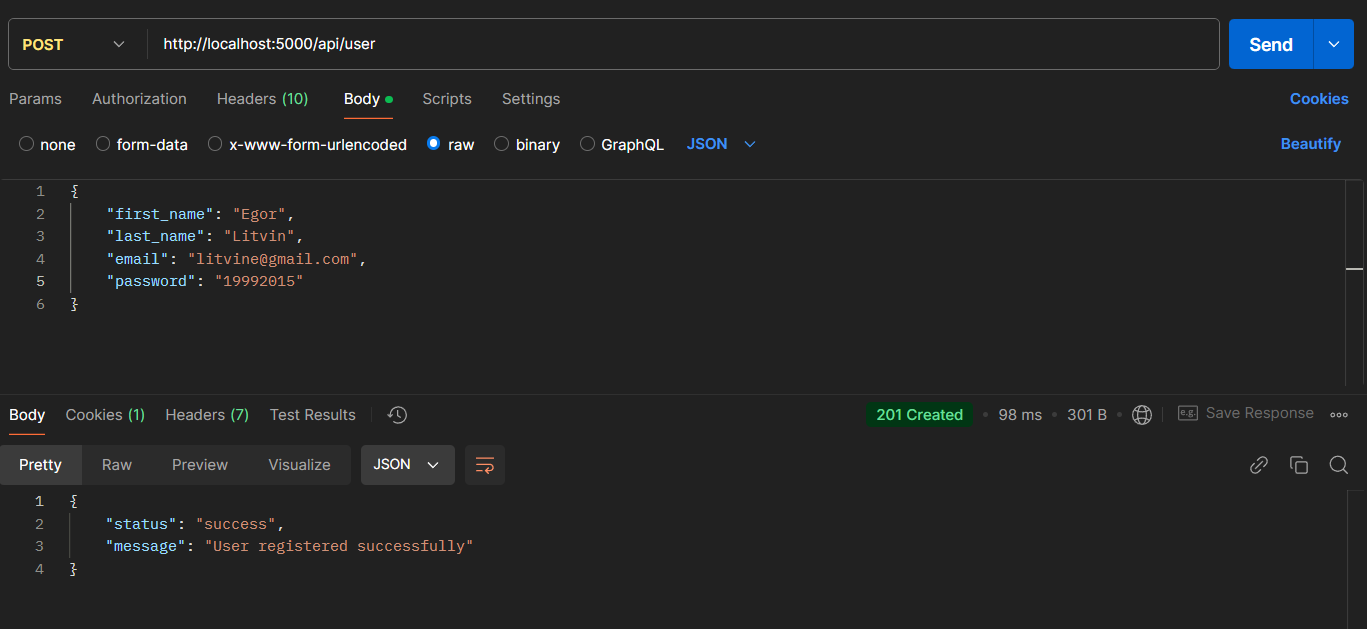 POST http://localhost:5000/api/user Send
Params Authorization Headers (10) Body Scripts Settings Cookies
none form-data x-www-form-urlencoded raw binary GraphQL JSON Beautify
1 {
2 "first_name": "Egor",
3 "last_name": "Litvin",
4 "email": "litvine@gmail.com",
5 "password": "19992015"
6 }
Body Cookies (1) Headers (7) Test Results 201 Created • 98 ms • 301 B • e.g. Save Response
Pretty Raw Preview Visualize JSON
1 {
2 "status": "success",
3 "message": "User registered successfully"
4 }